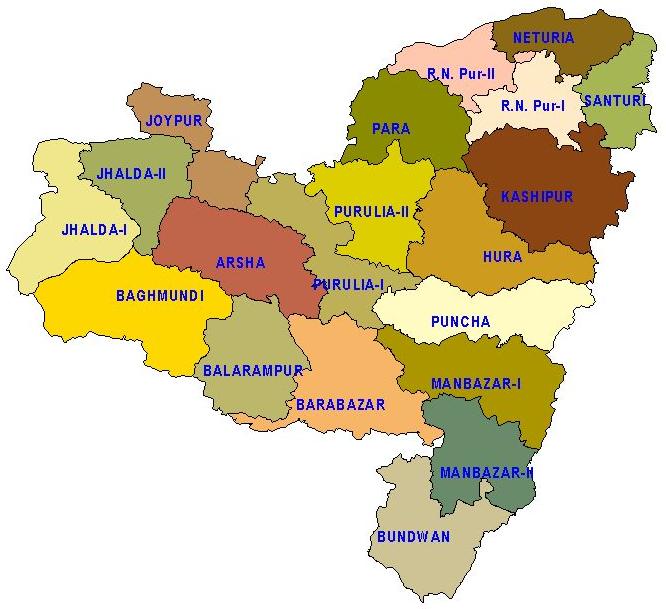 NETURIA
R.N. Pur-II
R.N. Pur-I
SANTURI
JOYPUR
PARA
JHALDA-II
KASHIPUR
PURULIA-II
JHALDA-I
HURA
ARSHA
PURULIA-I
BAGHMUNDI
PUNCHA
BALARAMPUR
MANBAZAR-I
BARABAZAR
MANBAZAR-II
BUNDWAN